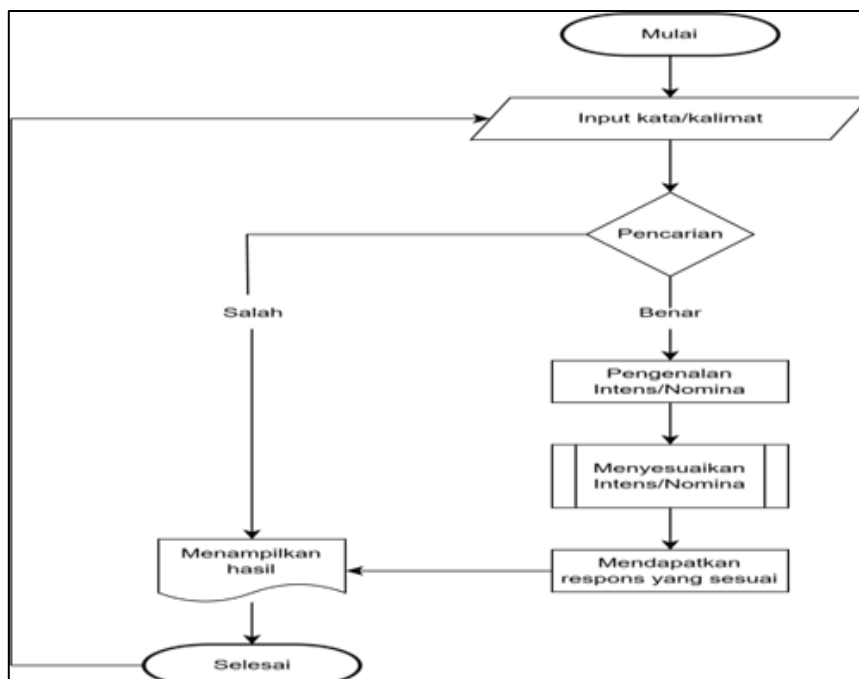 Mulai
Input kata/kalimat
Pencarian
Salah
Benar
Pengenalan
Intens/Nomina
Menyesuaikan
Intens/Nomina
Menampilkan
hasil
Mendapatkan
respons yang sesuai
Selesai